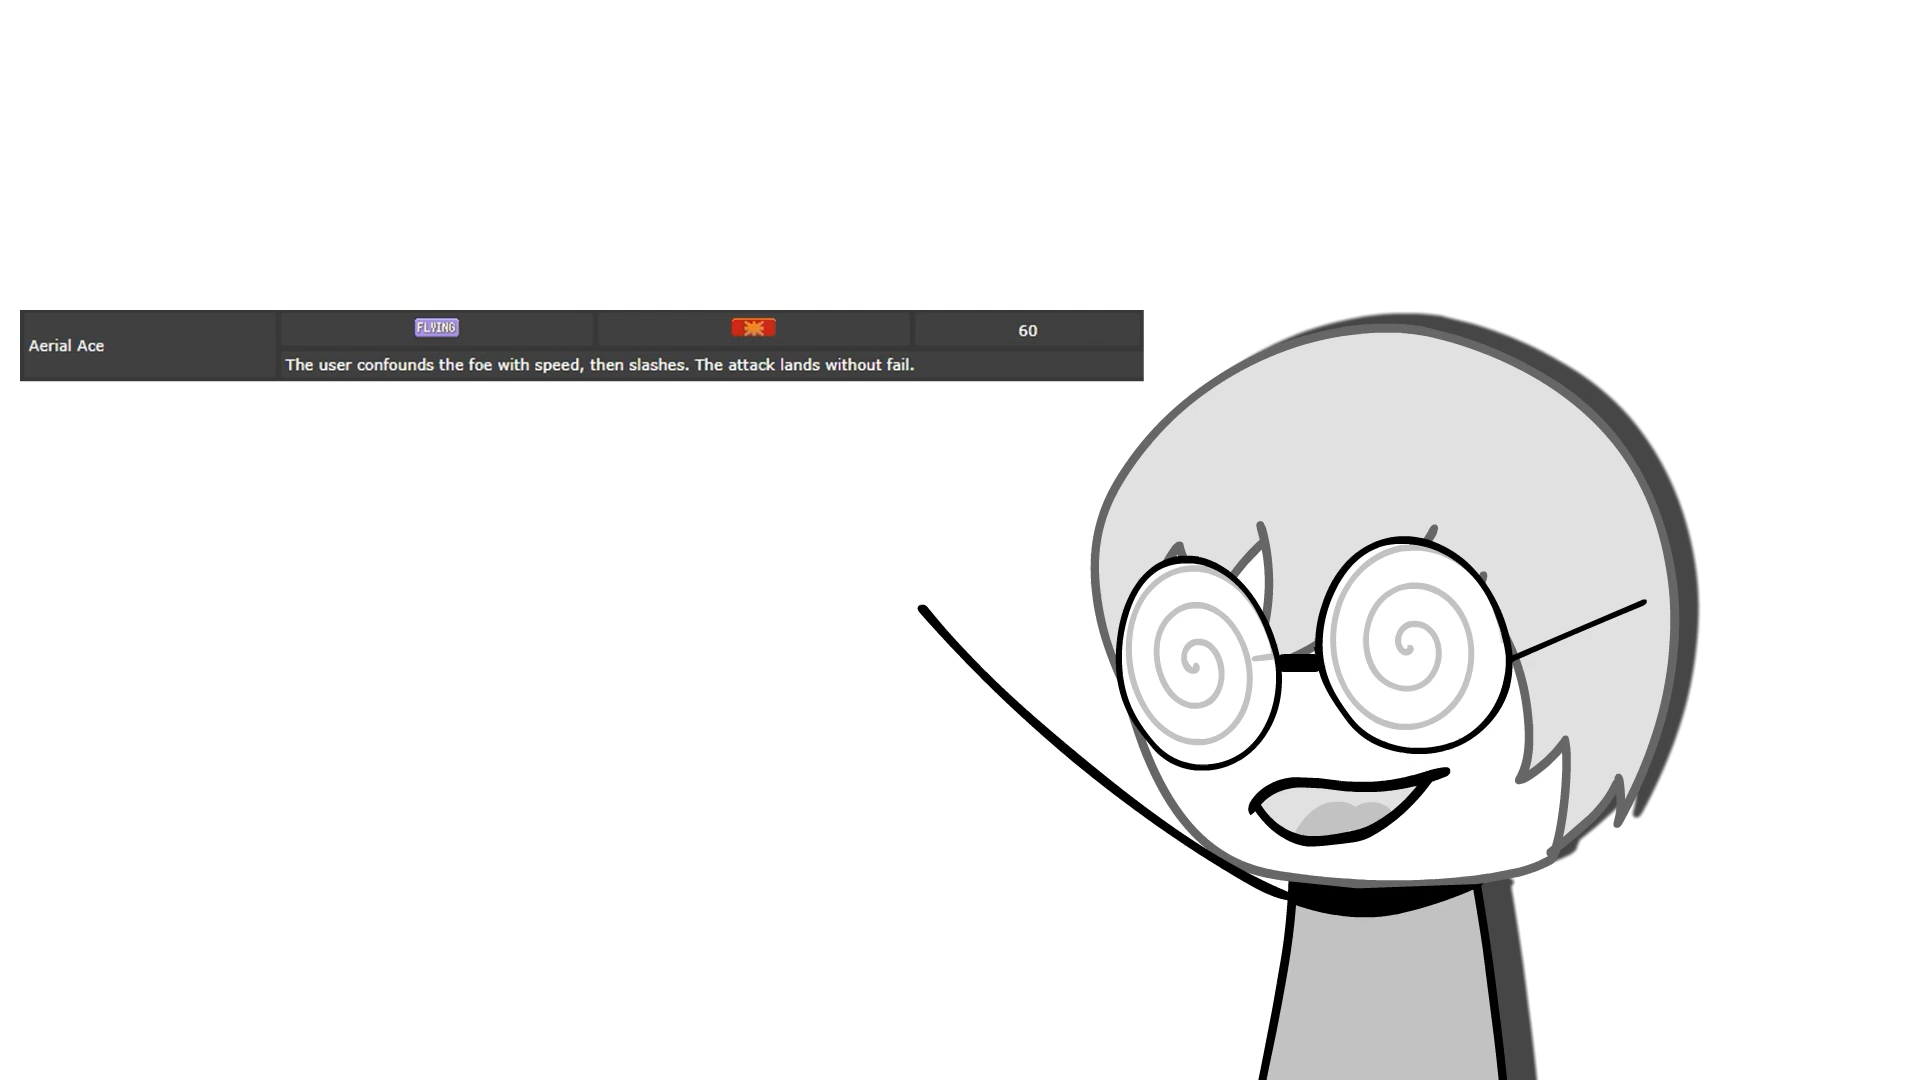 Aerial Ace
FLYING
60
The user confounds the foe with speed, then slashes. The attack lands without fail.